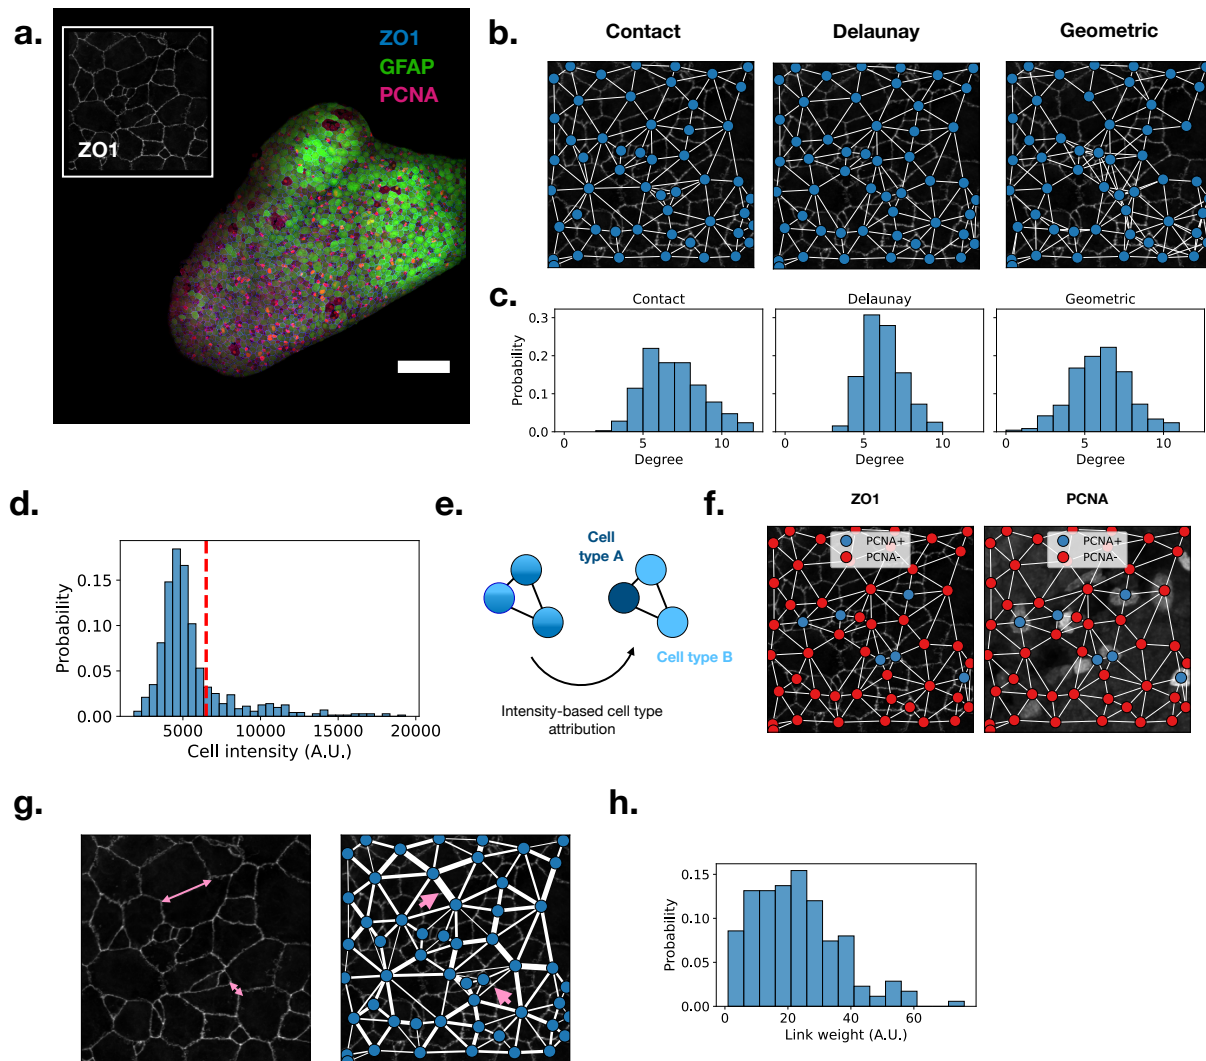 a.
ZO1
GFAP
PCNA
ZO1
b.
Contact
Delaunay
Geometric
c.
Contact
Delaunay
Geometric
Probability
0.3
0.2
0.1
0.0
0
5
10
Degree
0
5
10
Degree
0
5
10
Degree
d.
Probability
0.15
0.10
0.05
0.00
5000
10000
15000
20000
Cell intensity (A.U.)
e.
Cell
type A
Cell type B
Intensity-based cell type
attribution
f.
ZO1
PCNA
PCNA+
PCNA-
PCNA+
PCNA-
g.
h.
Probability
0.15
0.10
0.05
0.00
0
20
40
60
Link weight (A.U.)